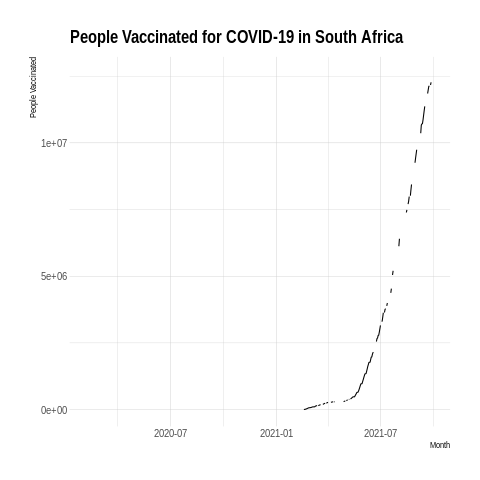 People Vaccinated for COVID-19 in South Africa
People Vaccinated
1e+07
5e+06
0e+00
2020-07 2021-01 2021-07
Month